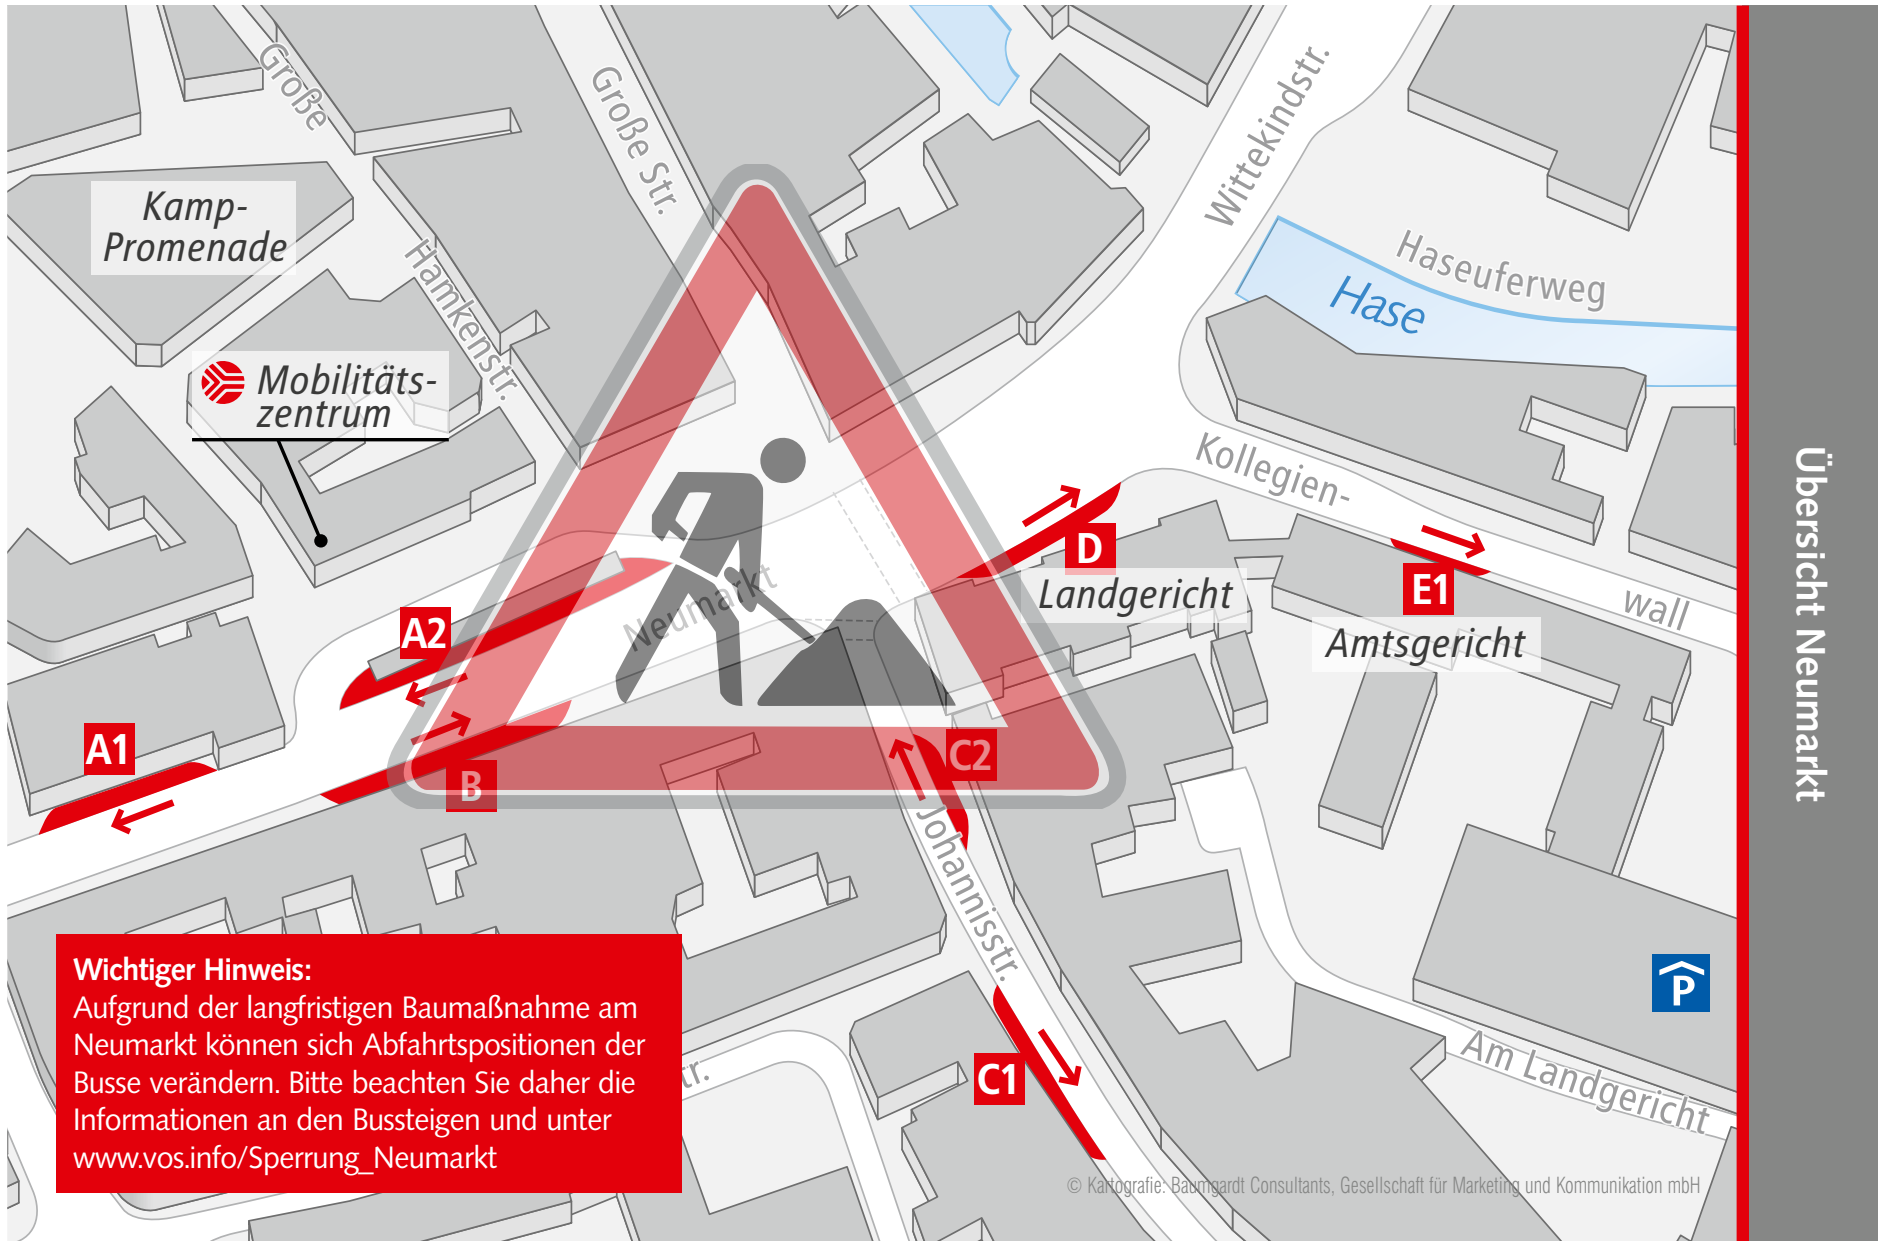 Große
Große Str.
Wittekindstr.
Kamp-
Promenade
Hamkenstr.
Haseuferweg
Hase
Mobilitäts-
zentrum
Kollegien-
wall
D
E1
Landgericht
Amtsgericht
Neumarkt
A2
A1
B
C2
Johannisstr.
C1
P
Am Landgericht
tr.
Wichtiger Hinweis:
Aufgrund der langfristigen Baumaßnahme am
Neumarkt können sich Abfahrtspositionen der
Busse verändern. Bitte beachten Sie daher die
Informationen an den Bussteigen und unter
www.vos.info/Sperrung_Neumarkt
© Kartografie: Baumgardt Consultants, Gesellschaft für Marketing und Kommunikation mbH
Übersicht Neumarkt